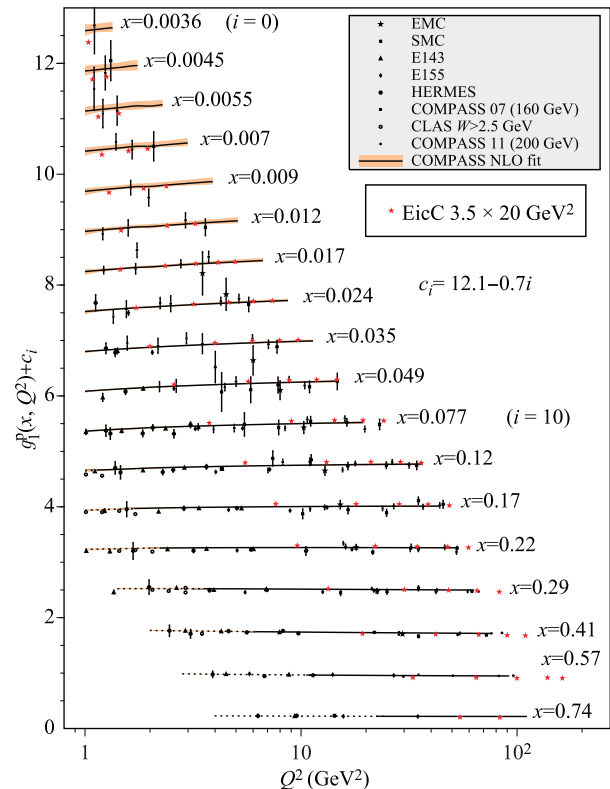 x=0.0036 (i=0)
x=0.0045
x=0.0055
x=0.007
x=0.009
x=0.012
x=0.017
x=0.024
x=0.035
x=0.049
x=0.077 (i=10)
x=0.12
x=0.17
x=0.22
x=0.29
x=0.41
x=0.57
x=0.74
EMC
SMC
E143
E155
HERMES
COMPASS 07 (160 GeV)
CLAS W>2.5 GeV
COMPASS 11 (200 GeV)
COMPASS NLO fit
EicC 3.5 × 20 GeV²
cᵢ= 12.1–0.7i
g₁ᵖ(x, Q²)+cᵢ
12
10
8
6
4
2
0
1
10
10²
Q² (GeV²)